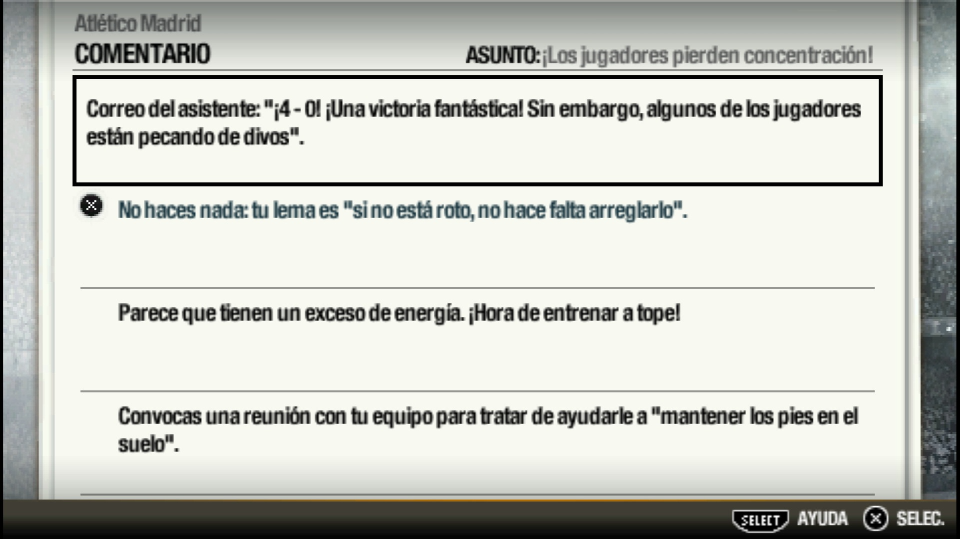 Atlético Madrid
COMENTARIO
ASUNTO: ¡Los jugadores pierden concentración!
Correo del asistente: "¡4 - 0! ¡Una victoria fantástica! Sin embargo, algunos de los jugadores
están pecando de divos".
No haces nada: tu lema es "si no está roto, no hace falta arreglarlo".
Parece que tienen un exceso de energía. ¡Hora de entrenar a tope!
Convocas una reunión con tu equipo para tratar de ayudarle a "mantener los pies en el
suelo".
SELECT AYUDA SELEC.